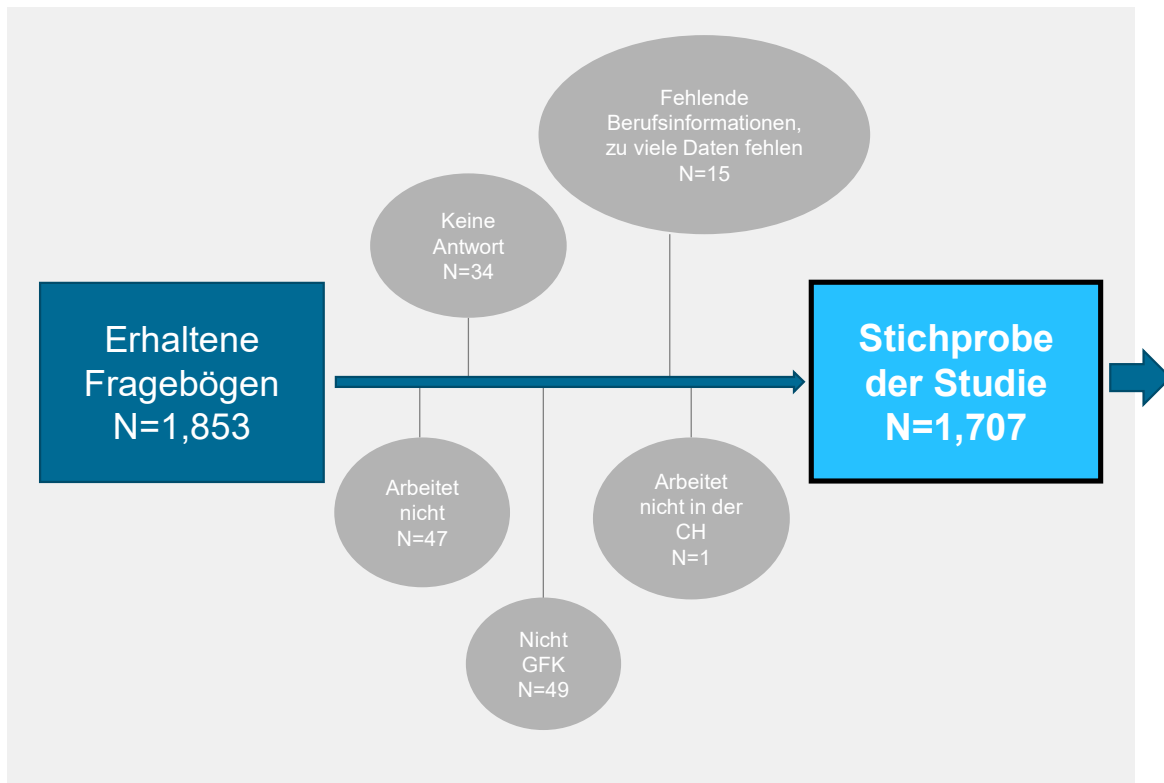 Erhaltene
Fragebögen
N=1,853
Arbeitet
nicht
N=47
Keine
Antwort
N=34
Nicht
GFK
N=49
Fehlende
Berufsinformationen,
zu viele Daten fehlen
N=15
Arbeitet
nicht in der
CH
N=1
Stichprobe
der Studie
N=1,707